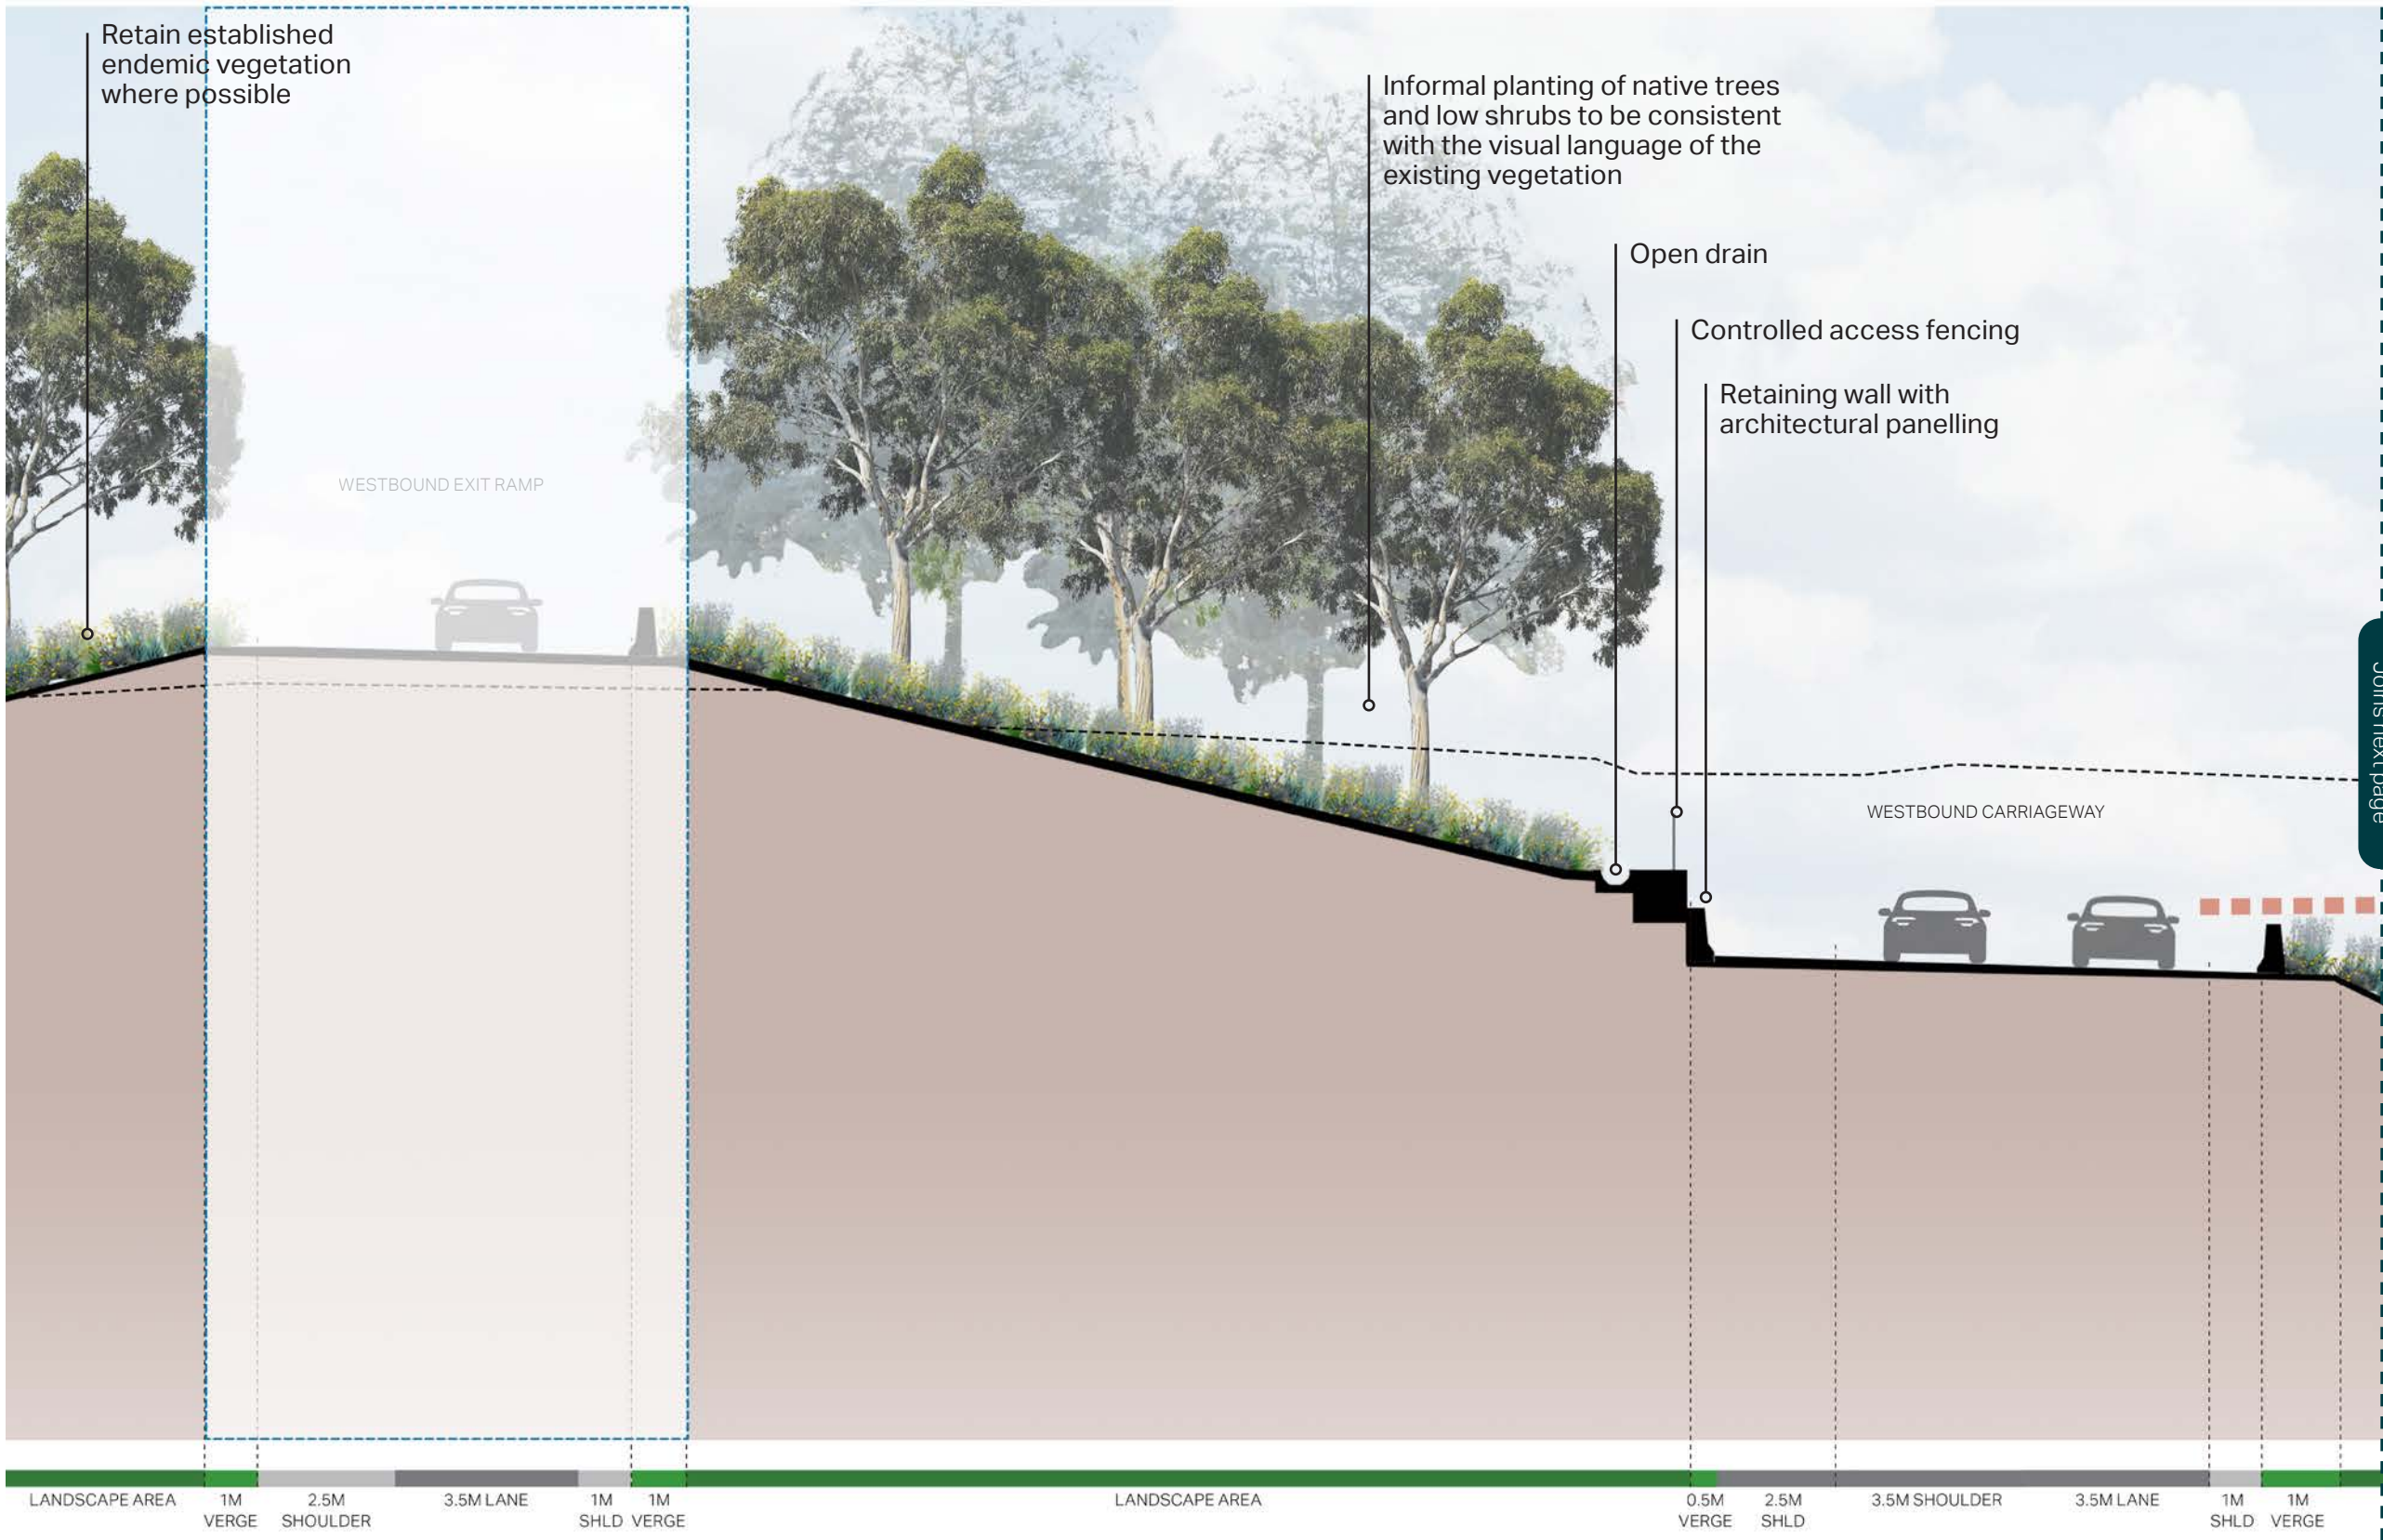 Retain established
endemic vegetation
where possible
Informal planting of native trees
and low shrubs to be consistent
with the visual language of the
existing vegetation
Open drain
Controlled access fencing
Retaining wall with
architectural panelling
WESTBOUND EXIT RAMP
WESTBOUND CARRIAGEWAY
Joins next page
LANDSCAPE AREA
1M
VERGE
2.5M
SHOULDER
3.5M LANE
1M
SHLD
1M
VERGE
LANDSCAPE AREA
0.5M
VERGE
2.5M
SHLD
3.5M SHOULDER
3.5M LANE
1M
SHLD
1M
VERGE